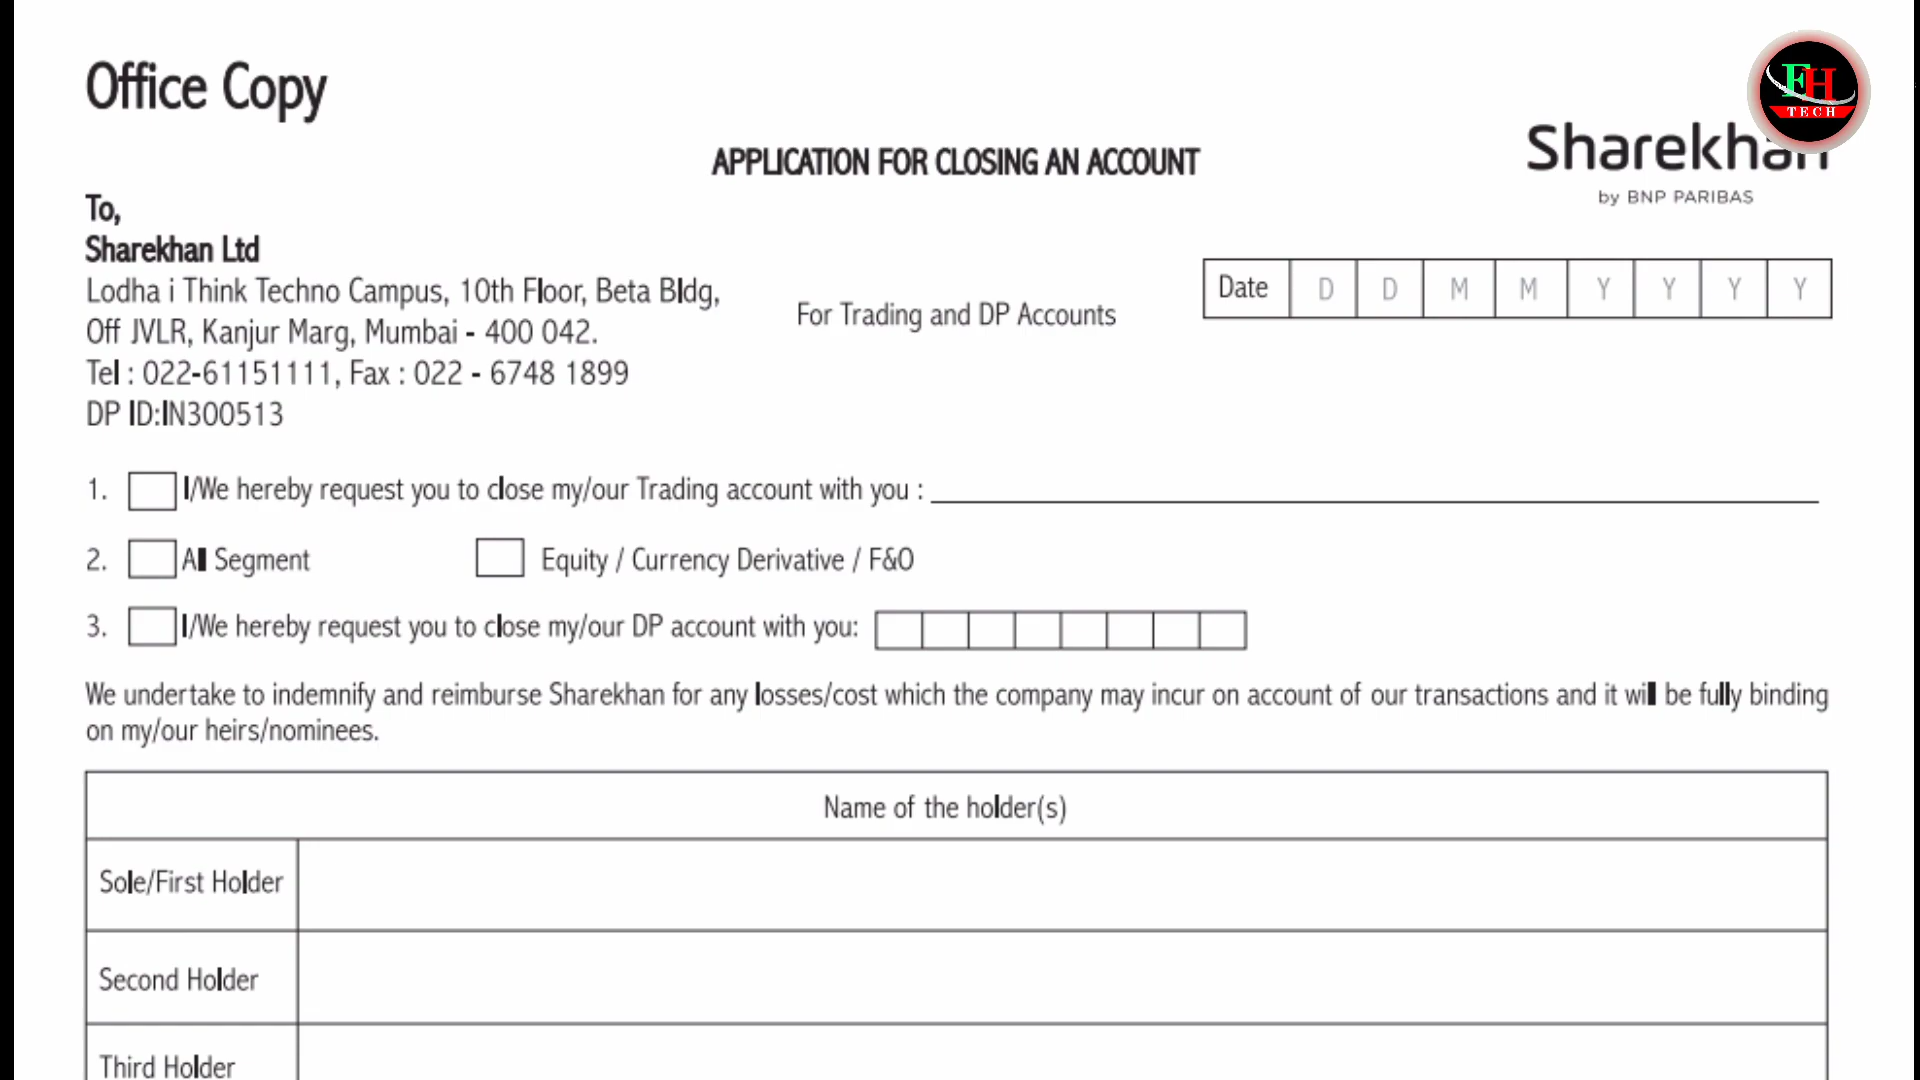 Office Copy
FH
TECH
Sharekhan
by BNP PARIBAS
APPLICATION FOR CLOSING AN ACCOUNT
To,
Sharekhan Ltd
Lodha i Think Techno Campus, 10th Floor, Beta Bldg,
Off JVLR, Kanjur Marg, Mumbai - 400 042.
Tel : 022-61151111, Fax : 022 - 6748 1899
DP ID:IN300513
For Trading and DP Accounts
Date D D M M Y Y Y Y
1. I/We hereby request you to close my/our Trading account with you :
2. All Segment Equity / Currency Derivative / F&O
3. I/We hereby request you to close my/our DP account with you:
We undertake to indemnify and reimburse Sharekhan for any losses/cost which the company may incur on account of our transactions and it will be fully binding
on my/our heirs/nominees.
Name of the holder(s)
Sole/First Holder
Second Holder
Third Holder